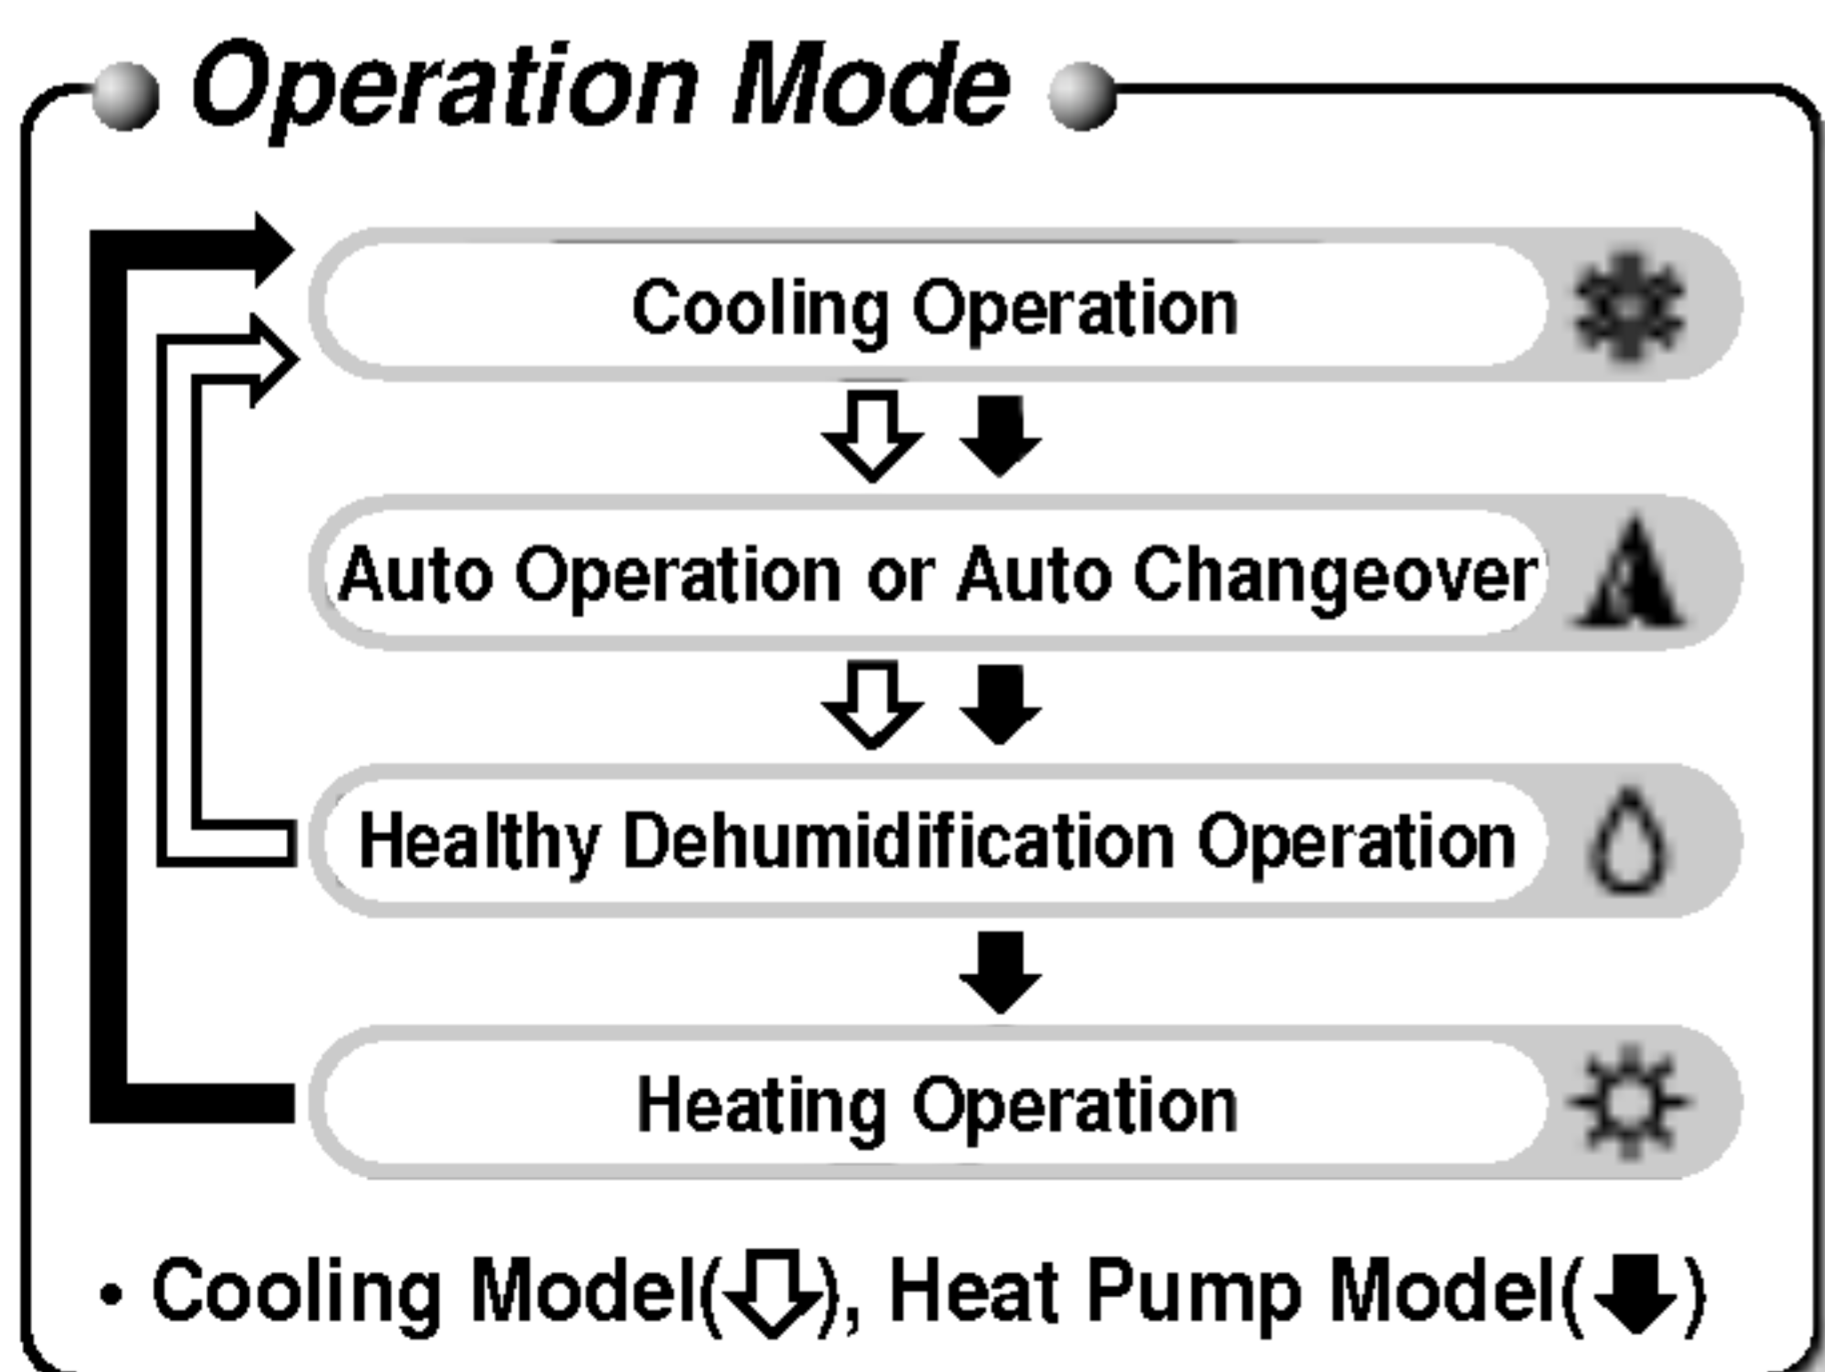 Operation Mode
Cooling Operation
Auto Operation or Auto Changeover
Healthy Dehumidification Operation
Heating Operation
• Cooling Model(⇩), Heat Pump Model(⬇)